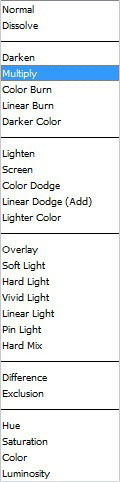 Normal
Dissolve
Darken
Multiply
Color Burn
Linear Burn
Darker Color
Lighten
Screen
Color Dodge
Linear Dodge (Add)
Lighter Color
Overlay
Soft Light
Hard Light
Vivid Light
Linear Light
Pin Light
Hard Mix
Difference
Exclusion
Hue
Saturation
Color
Luminosity